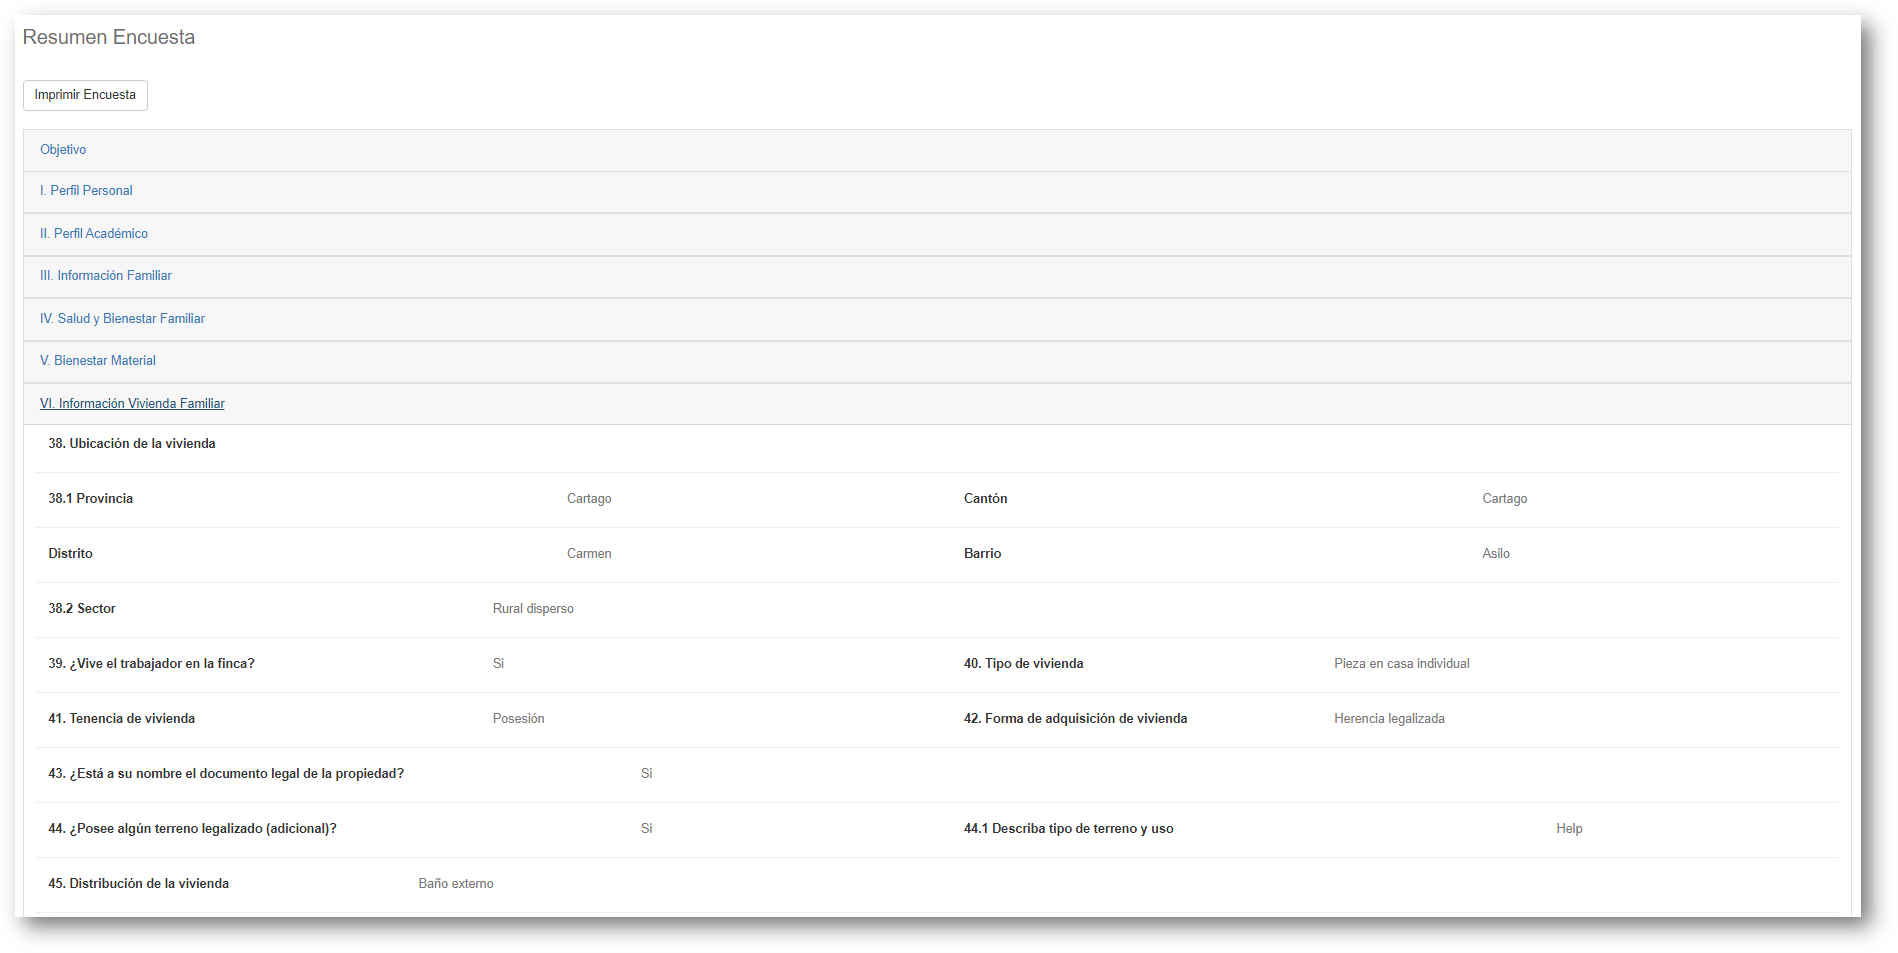 Resumen Encuesta
Imprimir Encuesta
Objetivo
I. Perfil Personal
II. Perfil Académico
III. Información Familiar
IV. Salud y Bienestar Familiar
V. Bienestar Material
VI. Información Vivienda Familiar
38. Ubicación de la vivienda
38.1 Provincia Cartago Cantón Cartago
Distrito Carmen Barrio Asilo
38.2 Sector Rural disperso
39. ¿Vive el trabajador en la finca? Si 40. Tipo de vivienda Pieza en casa individual
41. Tenencia de vivienda Posesión 42. Forma de adquisición de vivienda Herencia legalizada
43. ¿Está a su nombre el documento legal de la propiedad? Si
44. ¿Posee algún terreno legalizado (adicional)? Si 44.1 Describa tipo de terreno y uso Help
45. Distribución de la vivienda Baño externo